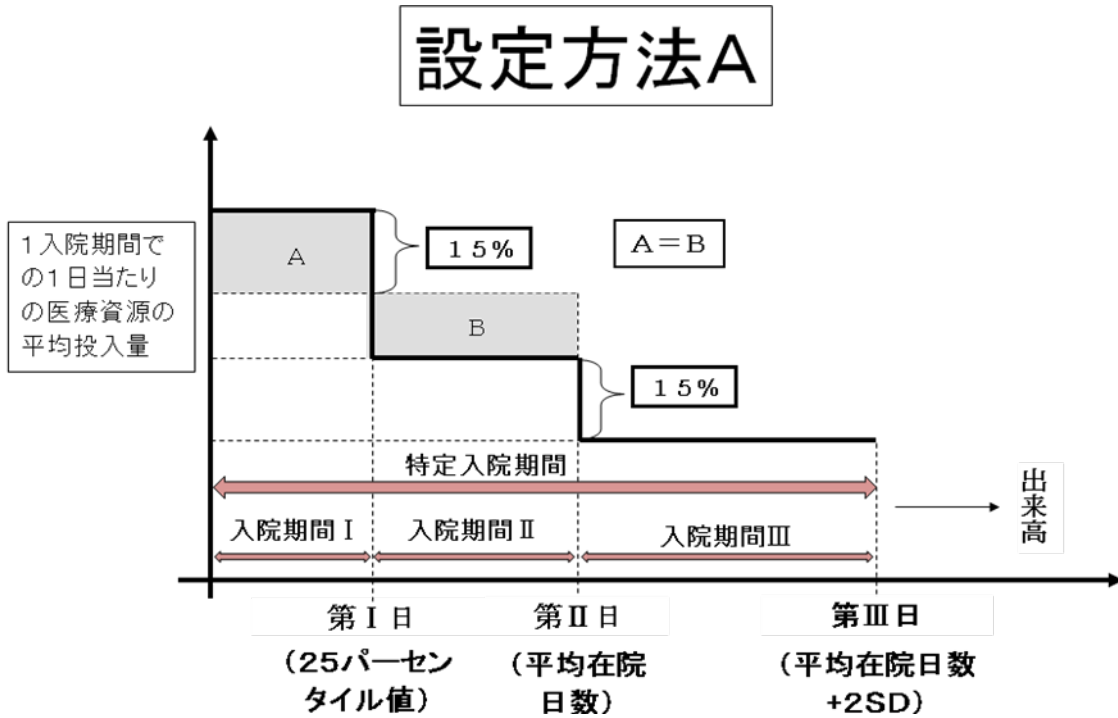 設定方法A
1入院期間で
の1日当たり
の医療資源の
平均投入量
A
15%
A=B
B
15%
特定入院期間
出来高
入院期間Ⅰ
入院期間Ⅱ
入院期間Ⅲ
第Ⅰ日
(25パーセン
タイル値)
第Ⅱ日
(平均在院
日数)
第Ⅲ日
(平均在院日数
+2SD)